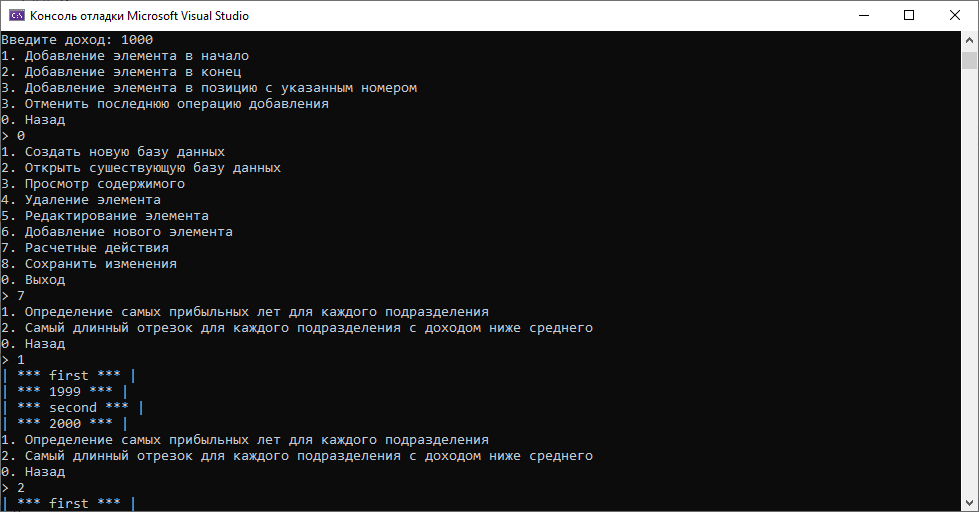 Консоль отладки Microsoft Visual Studio
Введите доход: 1000
1. Добавление элемента в начало
2. Добавление элемента в конец
3. Добавление элемента в позицию с указанным номером
3. Отменить последнюю операцию добавления
0. Назад
> 0
1. Создать новую базу данных
2. Открыть сушествующую базу данных
3. Просмотр содержимого
4. Удаление элемента
5. Редактирование элемента
6. Добавление нового элемента
7. Расчетные действия
8. Сохранить изменения
0. Выход
> 7
1. Определение самых прибыльных лет для каждого подразделения
2. Самый длинный отрезок для каждого подразделения с доходом ниже среднего
0. Назад
> 1
| *** first *** |
| *** 1999 *** |
| *** second *** |
| *** 2000 *** |
1. Определение самых прибыльных лет для каждого подразделения
2. Самый длинный отрезок для каждого подразделения с доходом ниже среднего
0. Назад
> 2
| *** first *** |